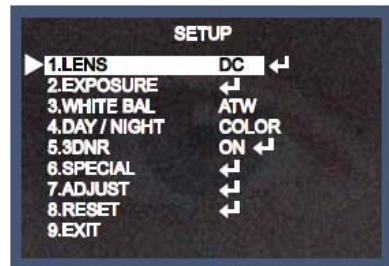 SETUP
1.LENS DC ↵
2.EXPOSURE ↵
3.WHITE BAL ATW
4.DAY / NIGHT COLOR
5.3DNR ON ↵
6.SPECIAL ↵
7.ADJUST ↵
8.RESET ↵
9.EXIT